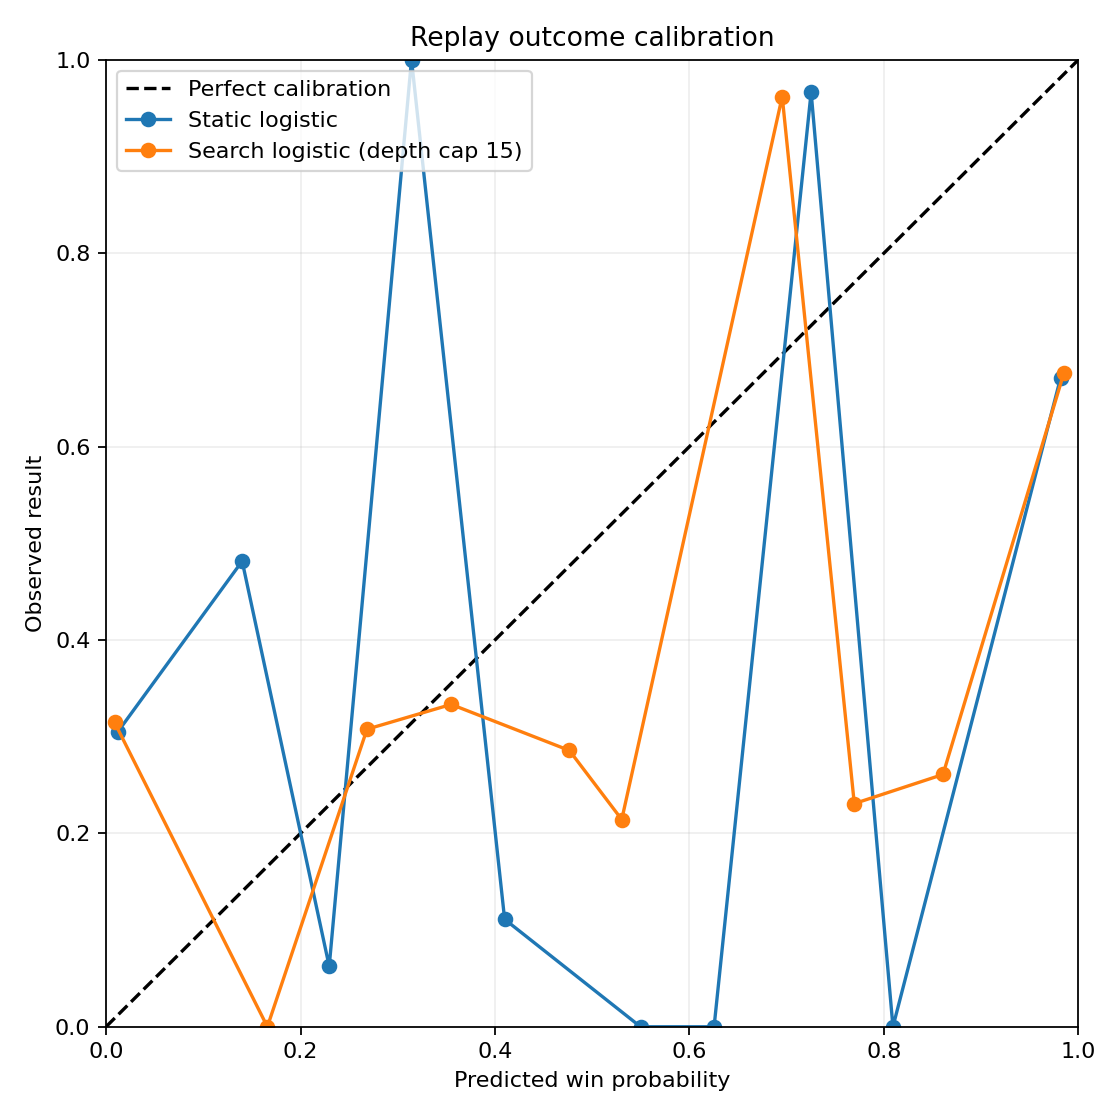 Replay outcome calibration
1.0
0.8
0.6
0.4
0.2
0.0
Observed result
Perfect calibration
Static logistic
Search logistic (depth cap 15)
0.0 0.2 0.4 0.6 0.8 1.0
Predicted win probability